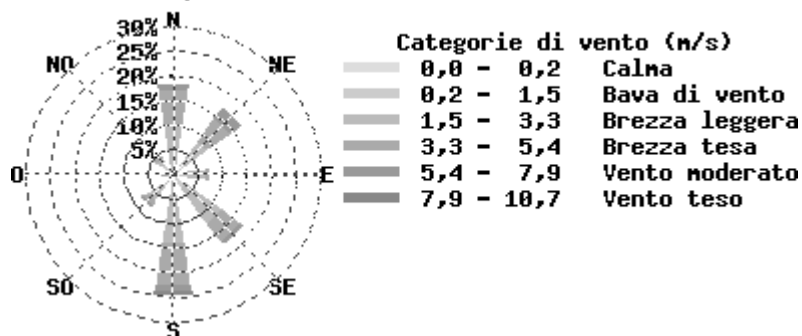 N
30%
25%
20%
15%
10%
5%
NO
NE
O
E
SO
SE
S
Categorie di vento (m/s)
0,0 - 0,2 Calma
0,2 - 1,5 Bava di vento
1,5 - 3,3 Brezza leggera
3,3 - 5,4 Brezza tesa
5,4 - 7,9 Vento moderato
7,9 - 10,7 Vento teso